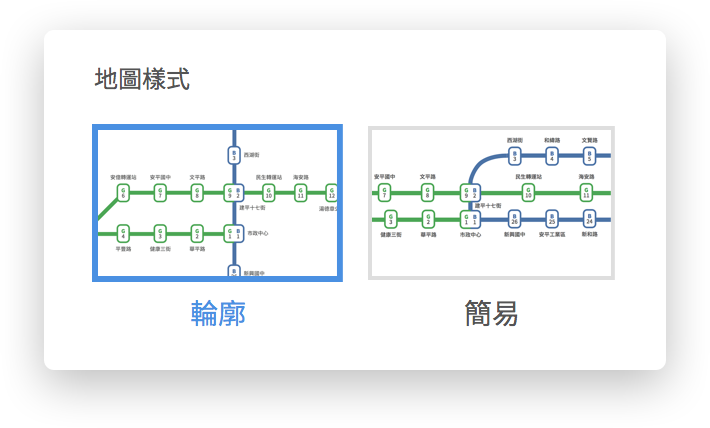 地圖樣式
B 3
西湖街
安億轉運站
安平國中
文平路
民生轉運站
海安路
G 6
G 7
G 8
G 9
B 2
G 10
G 11
G 12
建平十七街
G 4
G 3
G 2
G 1
B 1
市政中心
平豐路
健康三街
華平路
新興國中
輪廓
西湖街
和緯路
文賢路
B 3
B 4
B 5
安平國中
文平路
民生轉運站
海安路
G 7
G 8
G 9
B 2
G 10
G 11
建平十七街
G 3
G 2
G 1
B 1
B 26
B 25
B 24
健康三街
華平路
市政中心
新興國中
安平工業區
新和路
簡易